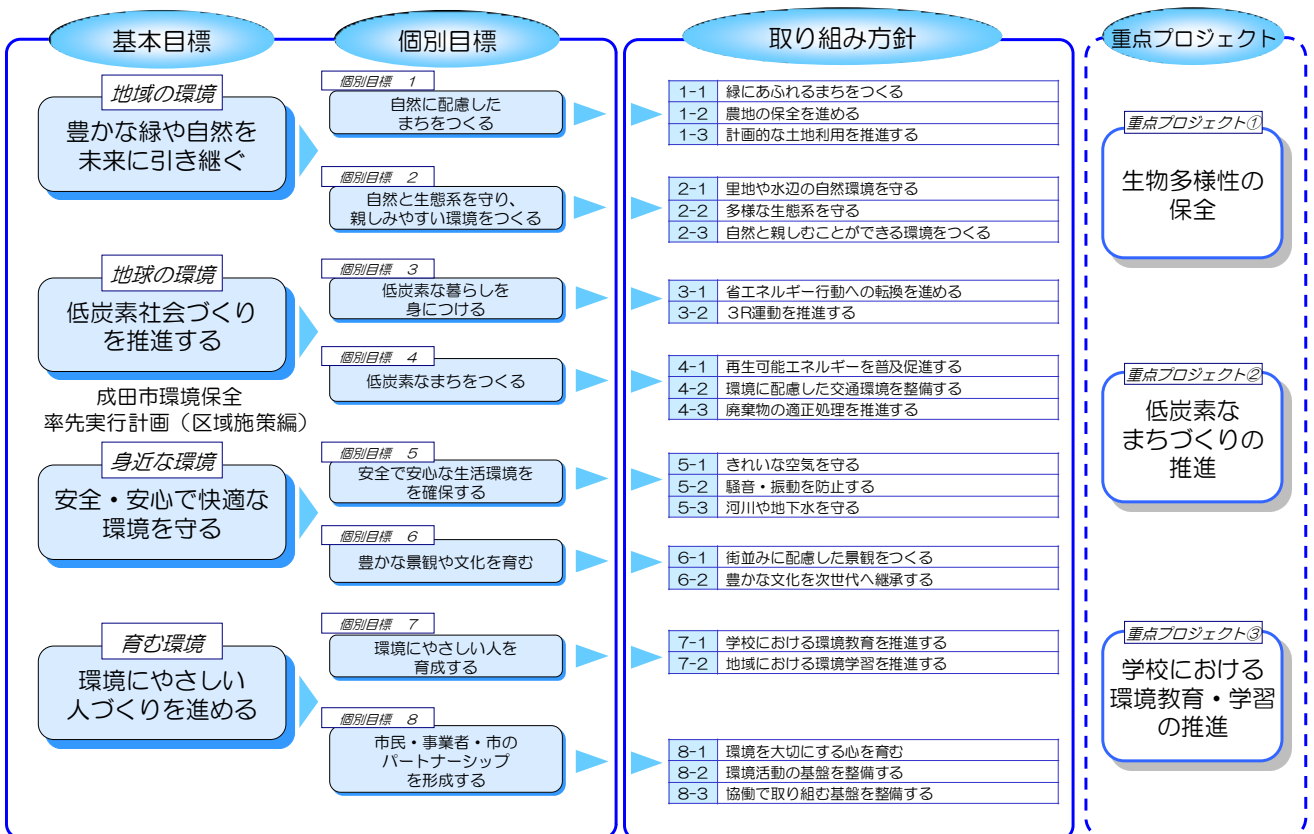 基本目標
個別目標
取り組み方針
重点プロジェクト
地域の環境
豊かな緑や自然を
未来に引き継ぐ
個別目標 1
自然に配慮した
まちをつくる
1-1 緑にあふれるまちをつくる
1-2 農地の保全を進める
1-3 計画的な土地利用を推進する
個別目標 2
自然と生態系を守り、
親しみやすい環境をつくる
2-1 里地や水辺の自然環境を守る
2-2 多様な生態系を守る
2-3 自然と親しむことができる環境をつくる
地球の環境
低炭素社会づくり
を推進する
成田市環境保全
率先実行計画（区域施策編）
個別目標 3
低炭素な暮らしを
身につける
3-1 省エネルギー行動への転換を進める
3-2 3R運動を推進する
個別目標 4
低炭素なまちをつくる
4-1 再生可能エネルギーを普及促進する
4-2 環境に配慮した交通環境を整備する
4-3 廃棄物の適正処理を推進する
身近な環境
安全・安心で快適な
環境を守る
個別目標 5
安全で安心な生活環境を
を確保する
5-1 きれいな空気を守る
5-2 騒音・振動を防止する
5-3 河川や地下水を守る
個別目標 6
豊かな景観や文化を育む
6-1 街並みに配慮した景観をつくる
6-2 豊かな文化を次世代へ継承する
育む環境
環境にやさしい
人づくりを進める
個別目標 7
環境にやさしい人を
育成する
7-1 学校における環境教育を推進する
7-2 地域における環境学習を推進する
個別目標 8
市民・事業者・市の
パートナーシップ
を形成する
8-1 環境を大切にする心を育む
8-2 環境活動の基盤を整備する
8-3 協働で取り組む基盤を整備する
重点プロジェクト①
生物多様性の
保全
重点プロジェクト②
低炭素な
まちづくりの
推進
重点プロジェクト③
学校における
環境教育・学習
の推進